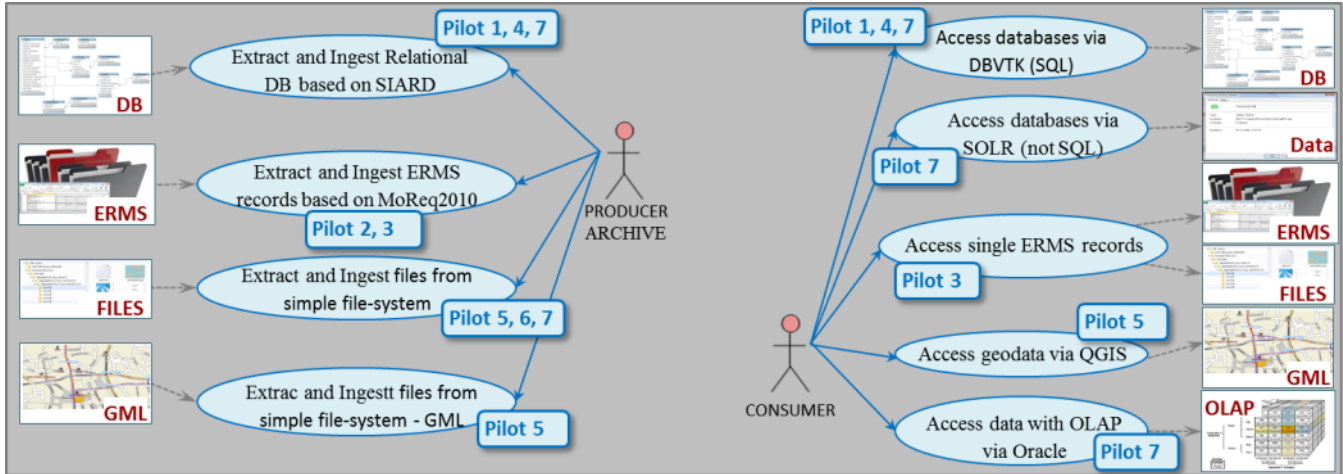 Pilot 1, 4, 7
Extract and Ingest Relational
DB based on SIARD
DB
Extract and Ingest ERMS
records based on MoReq2010
ERMS
Pilot 2, 3
Extract and Ingest files from
simple file-system
FILES
Pilot 5, 6, 7
Extrac and Ingestt files from
simple file-system - GML
GML
Pilot 5
PRODUCER
ARCHIVE
Pilot 1, 4, 7
Access databases via
DBVTK (SQL)
DB
Access databases via
SOLR (not SQL)
Data
Pilot 7
Access single ERMS records
ERMS
Pilot 3
FILES
Pilot 5
Access geodata via QGIS
GML
CONSUMER
Access data with OLAP
via Oracle
OLAP
Pilot 7